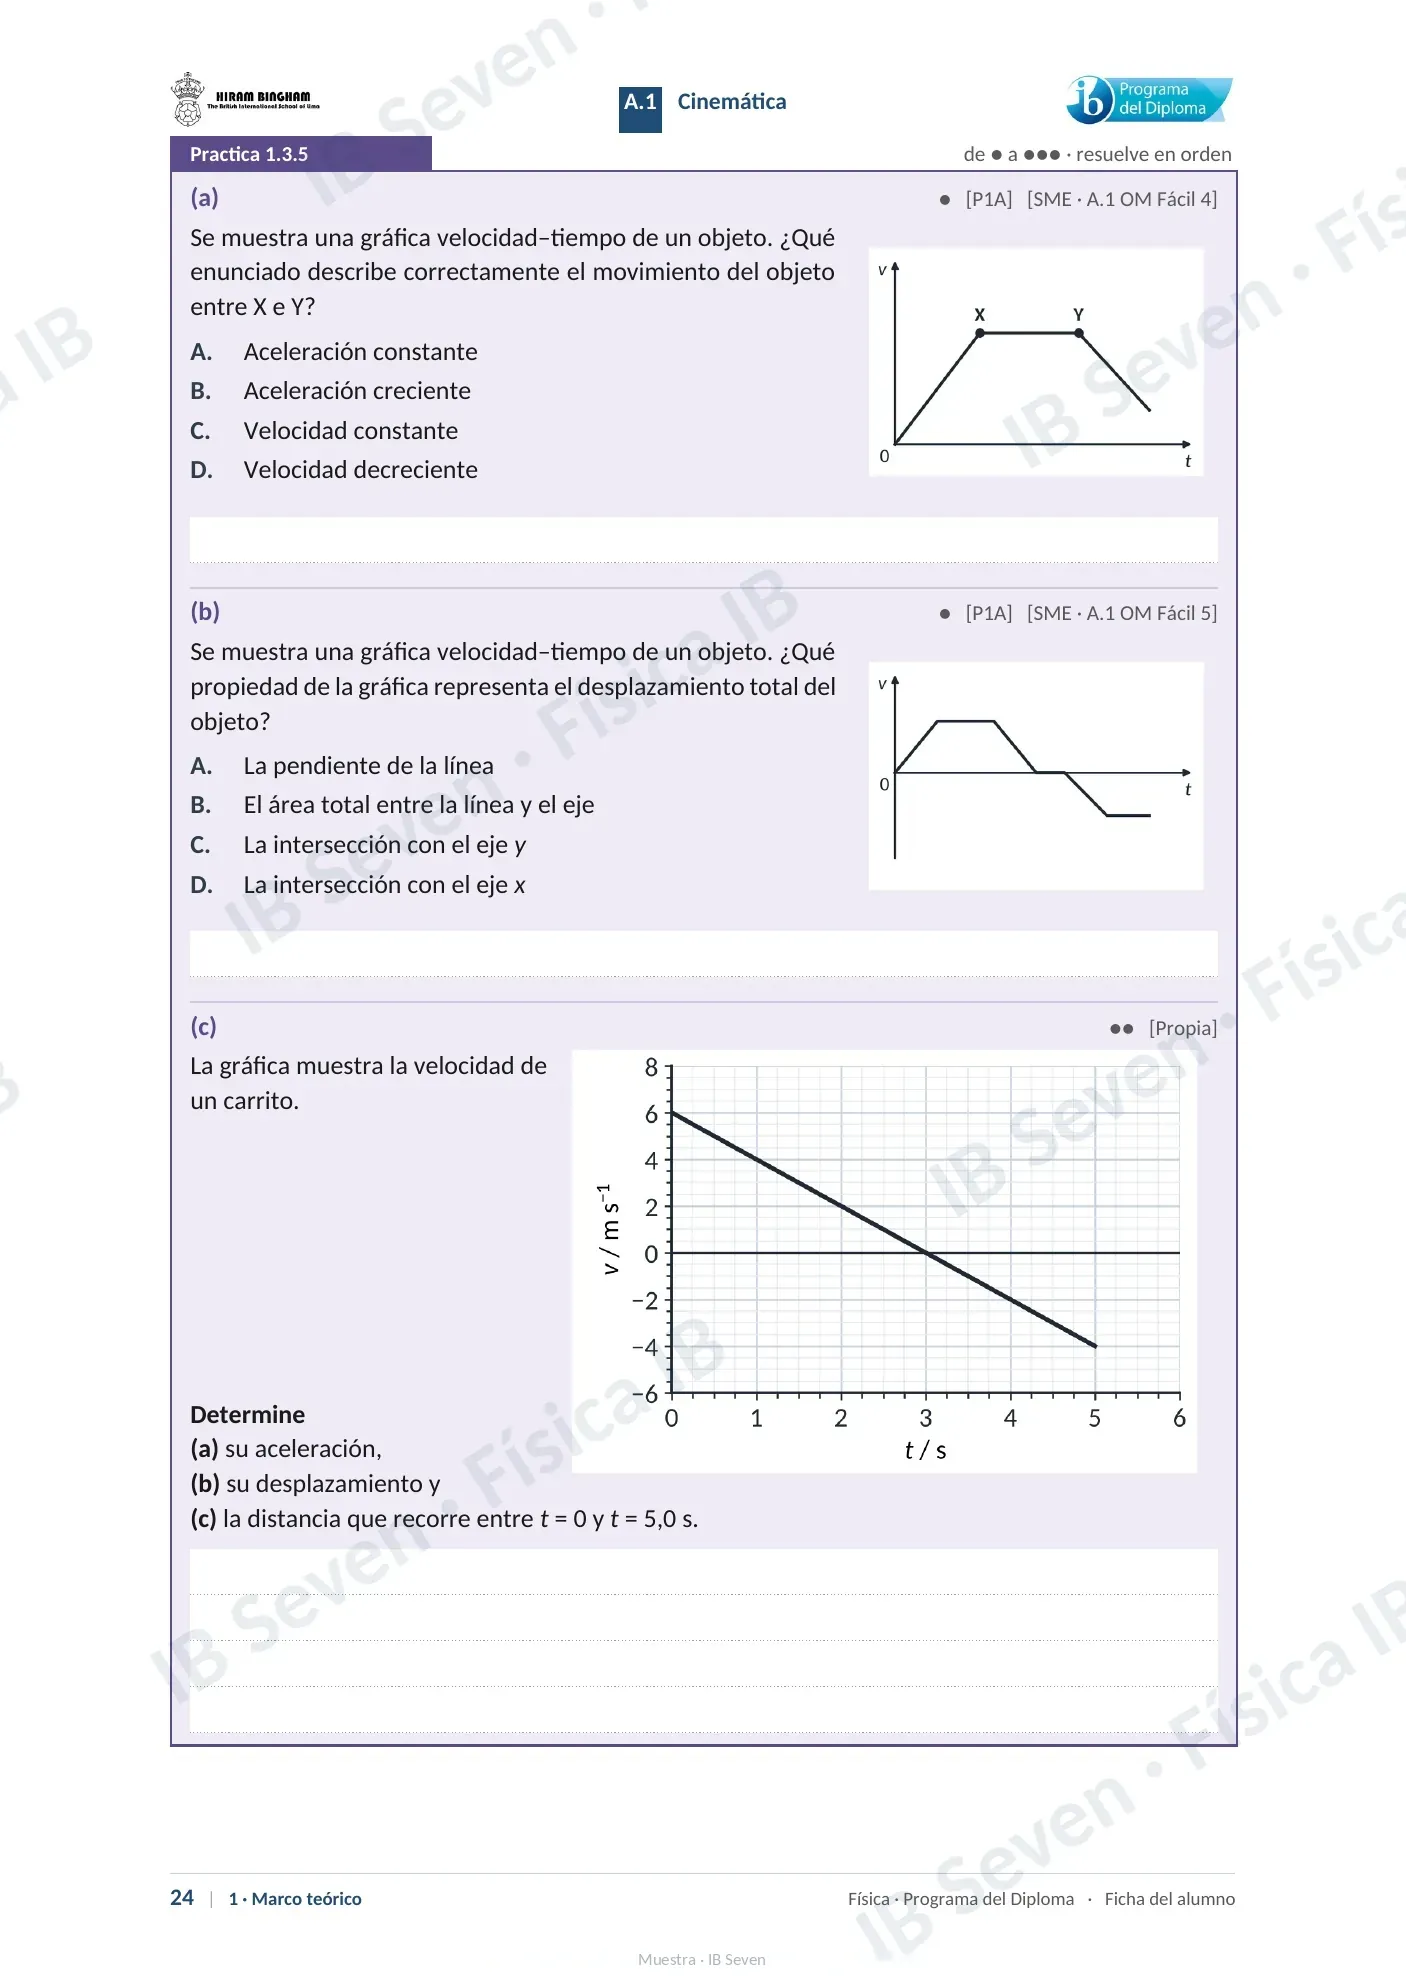 HIRAM BINGHAM
The British International School of Lima
A.1 Cinemática
ib Programa
del Diploma
Practica 1.3.5
de ● a ●●● · resuelve en orden
(a)
● [P1A] [SME · A.1 OM Fácil 4]
Se muestra una gráfica velocidad–tiempo de un objeto. ¿Qué
enunciado describe correctamente el movimiento del objeto
entre X e Y?
A. Aceleración constante
B. Aceleración creciente
C. Velocidad constante
D. Velocidad decreciente
v
X Y
0
t
(b)
● [P1A] [SME · A.1 OM Fácil 5]
Se muestra una gráfica velocidad–tiempo de un objeto. ¿Qué
propiedad de la gráfica representa el desplazamiento total del
objeto?
A. La pendiente de la línea
B. El área total entre la línea y el eje
C. La intersección con el eje y
D. La intersección con el eje x
v
0
t
(c)
●● [Propia]
La gráfica muestra la velocidad de
un carrito.
8
6
4
2
0
−2
−4
−6
v / m s⁻¹
0 1 2 3 4 5 6
t / s
Determine
(a) su aceleración,
(b) su desplazamiento y
(c) la distancia que recorre entre t = 0 y t = 5,0 s.
24 | 1 · Marco teórico
Física · Programa del Diploma · Ficha del alumno
Muestra · IB Seven
IB Seven · Física IB